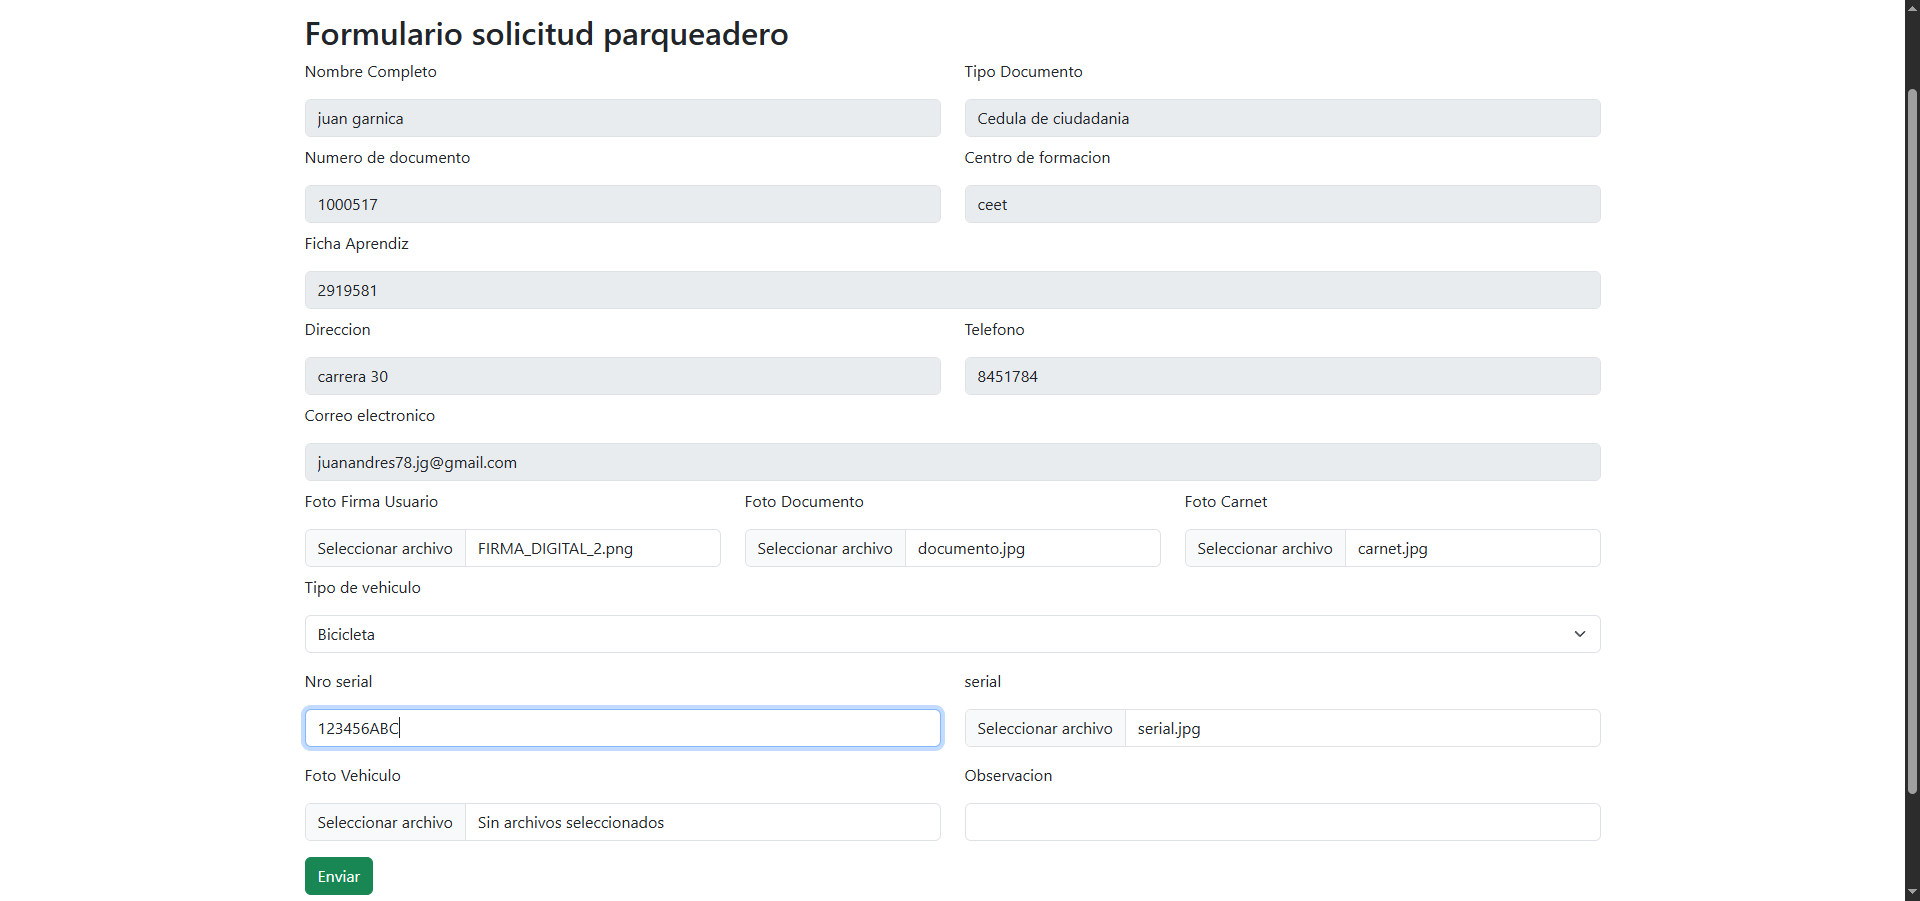 Formulario solicitud parqueadero
Nombre Completo
Tipo Documento
juan garnica
Cedula de ciudadania
Numero de documento
Centro de formacion
1000517
ceet
Ficha Aprendiz
2919581
Direccion
Telefono
carrera 30
8451784
Correo electronico
juanandres78.jg@gmail.com
Foto Firma Usuario
Foto Documento
Foto Carnet
Seleccionar archivo FIRMA_DIGITAL_2.png
Seleccionar archivo documento.jpg
Seleccionar archivo carnet.jpg
Tipo de vehiculo
Bicicleta
Nro serial
serial
123456ABC
Seleccionar archivo serial.jpg
Foto Vehiculo
Observacion
Seleccionar archivo Sin archivos seleccionados
Enviar